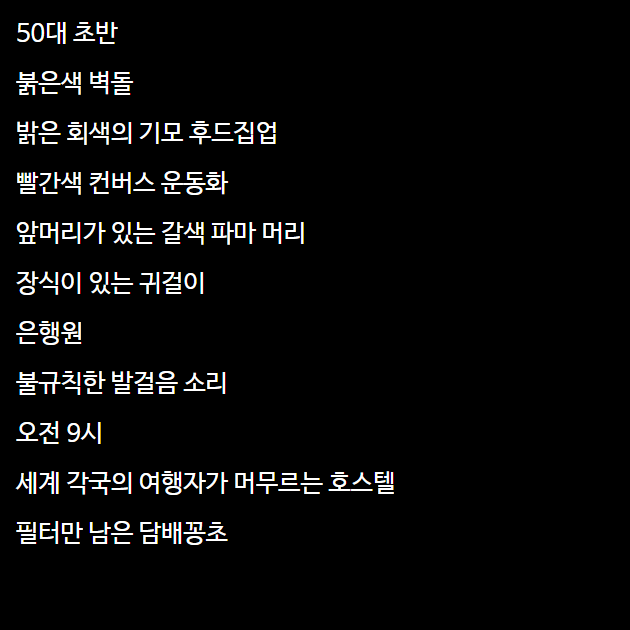 50대 초반
붉은색 벽돌
밝은 회색의 기모 후드집업
빨간색 컨버스 운동화
앞머리가 있는 갈색 파마 머리
장식이 있는 귀걸이
은행원
불규칙한 발걸음 소리
오전 9시
세계 각국의 여행자가 머무르는 호스텔
필터만 남은 담배꽁초